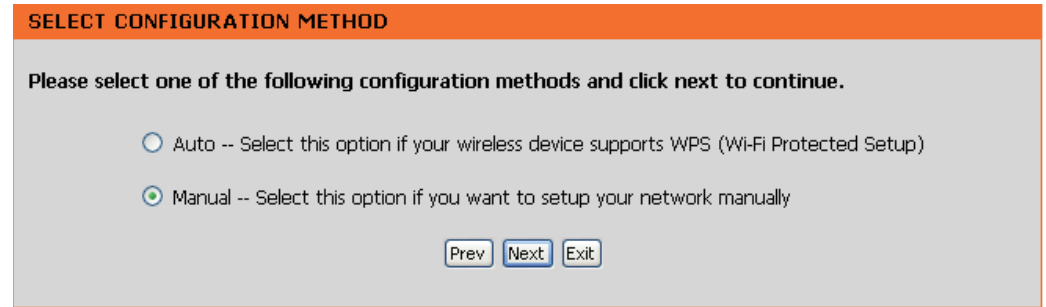 SELECT CONFIGURATION METHOD
Please select one of the following configuration methods and click next to continue.
Auto -- Select this option if your wireless device supports WPS (Wi-Fi Protected Setup)
Manual -- Select this option if you want to setup your network manually
Prev Next Exit